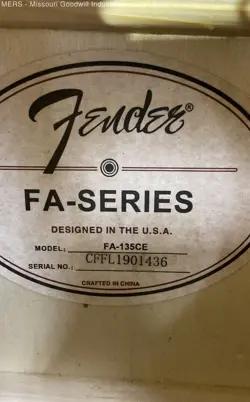 MERS - Missouri Goodwill Indus
Fender®
FA-SERIES
DESIGNED IN THE U.S.A.
MODEL: FA-135CE
SERIAL NO.: CFFL1901436
CRAFTED IN CHINA